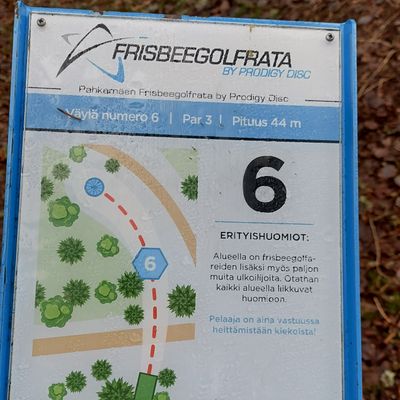 FRISBEEGOLFRATA
BY PRODIGY DISC
Pahkamäen Frisbeegolfrata by Prodigy Disc
Väylä numero 6 | Par 3 | Pituus 44 m
6
6
ERITYISHUOMIOT:
Alueella on frisbeegolfa-
reiden lisäksi myös paljon
muita ulkoilijoita. Otathan
kaikki alueella liikkuvat
huomioon.
Pelaaja on aina vastuussa
heittämistään kiekoista!